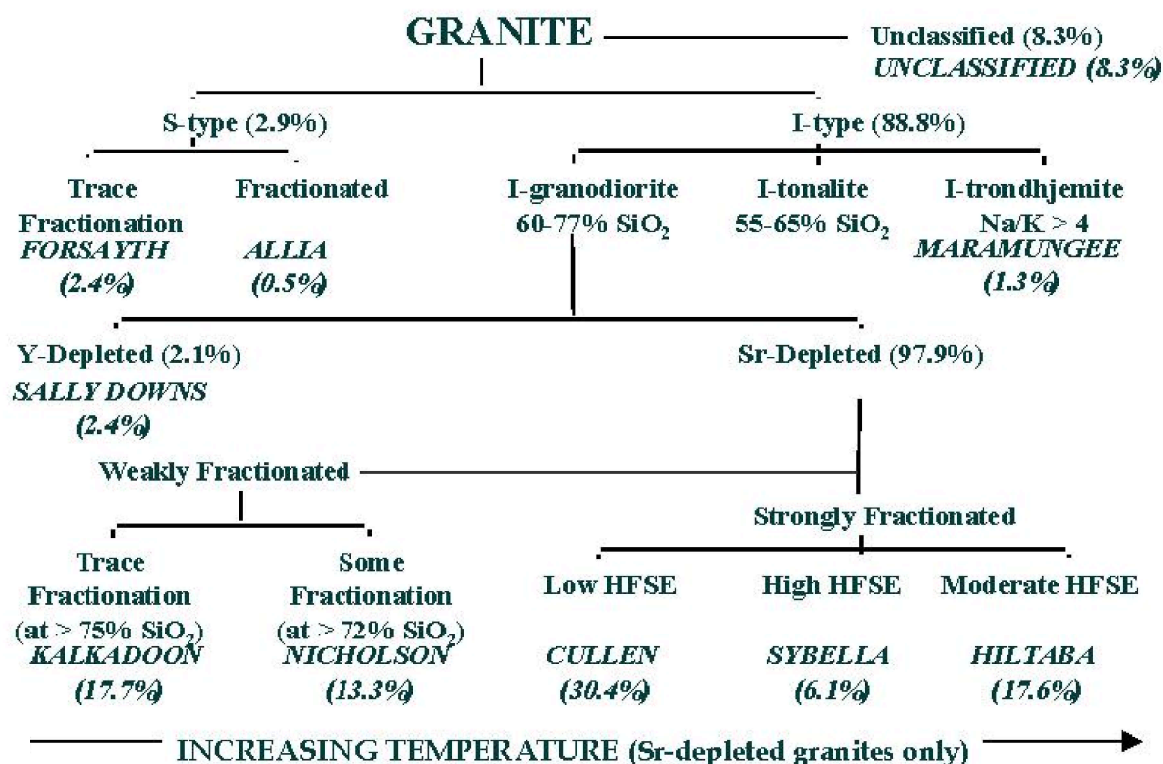 GRANITE
Unclassified (8.3%)
UNCLASSIFIED (8.3%)
S-type (2.9%)
I-type (88.8%)
Trace
Fractionation
FORSAYTH
(2.4%)
Fractionated
ALLIA
(0.5%)
I-granodiorite
60-77% SiO₂
I-tonalite
55-65% SiO₂
I-trondhjemite
Na/K > 4
MARAMUNGEE
(1.3%)
Y-Depleted (2.1%)
SALLY DOWNS
(2.4%)
Sr-Depleted (97.9%)
Weakly Fractionated
Strongly Fractionated
Trace
Fractionation
(at > 75% SiO₂)
KALKADOON
(17.7%)
Some
Fractionation
(at > 72% SiO₂)
NICHOLSON
(13.3%)
Low HFSE
CULLEN
(30.4%)
High HFSE
SYBELLA
(6.1%)
Moderate HFSE
HILTABA
(17.6%)
INCREASING TEMPERATURE (Sr-depleted granites only)